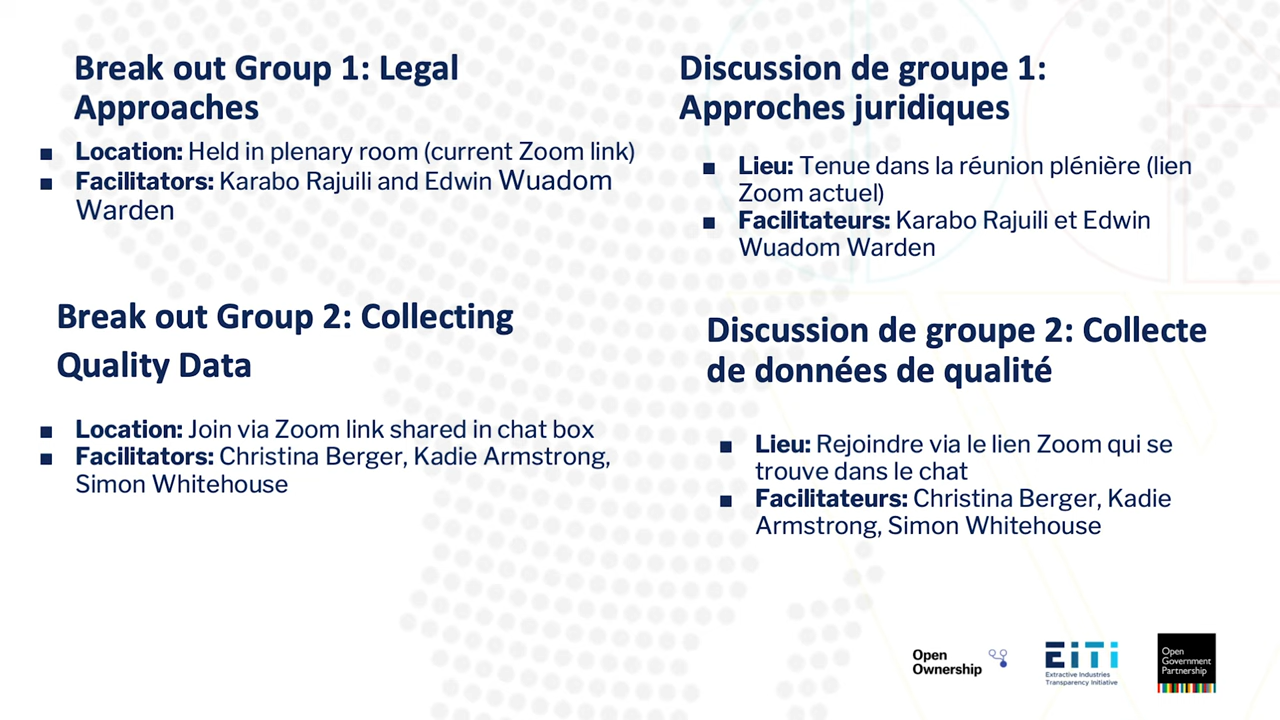 Break out Group 1: Legal
Approaches
■ Location: Held in plenary room (current Zoom link)
■ Facilitators: Karabo Rajuili and Edwin Wuadom
Warden
Discussion de groupe 1:
Approches juridiques
■ Lieu: Tenue dans la réunion plénière (lien
Zoom actuel)
■ Facilitateurs: Karabo Rajuili et Edwin
Wuadom Warden
Break out Group 2: Collecting
Quality Data
■ Location: Join via Zoom link shared in chat box
■ Facilitators: Christina Berger, Kadie Armstrong,
Simon Whitehouse
Discussion de groupe 2: Collecte
de données de qualité
■ Lieu: Rejoindre via le lien Zoom qui se
trouve dans le chat
■ Facilitateurs: Christina Berger, Kadie
Armstrong, Simon Whitehouse
Open
Ownership
EiTi
Extractive Industries
Transparency Initiative
Open
Government
Partnership